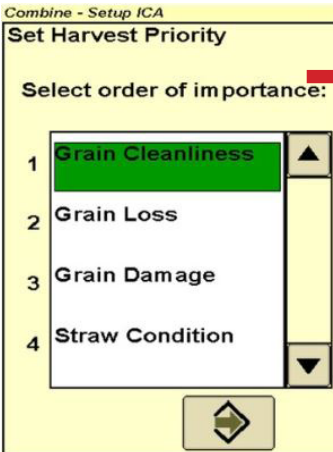 Combine - Setup ICA
Set Harvest Priority
Select order of importance:
1 Grain Cleanliness
2 Grain Loss
3 Grain Damage
4 Straw Condition